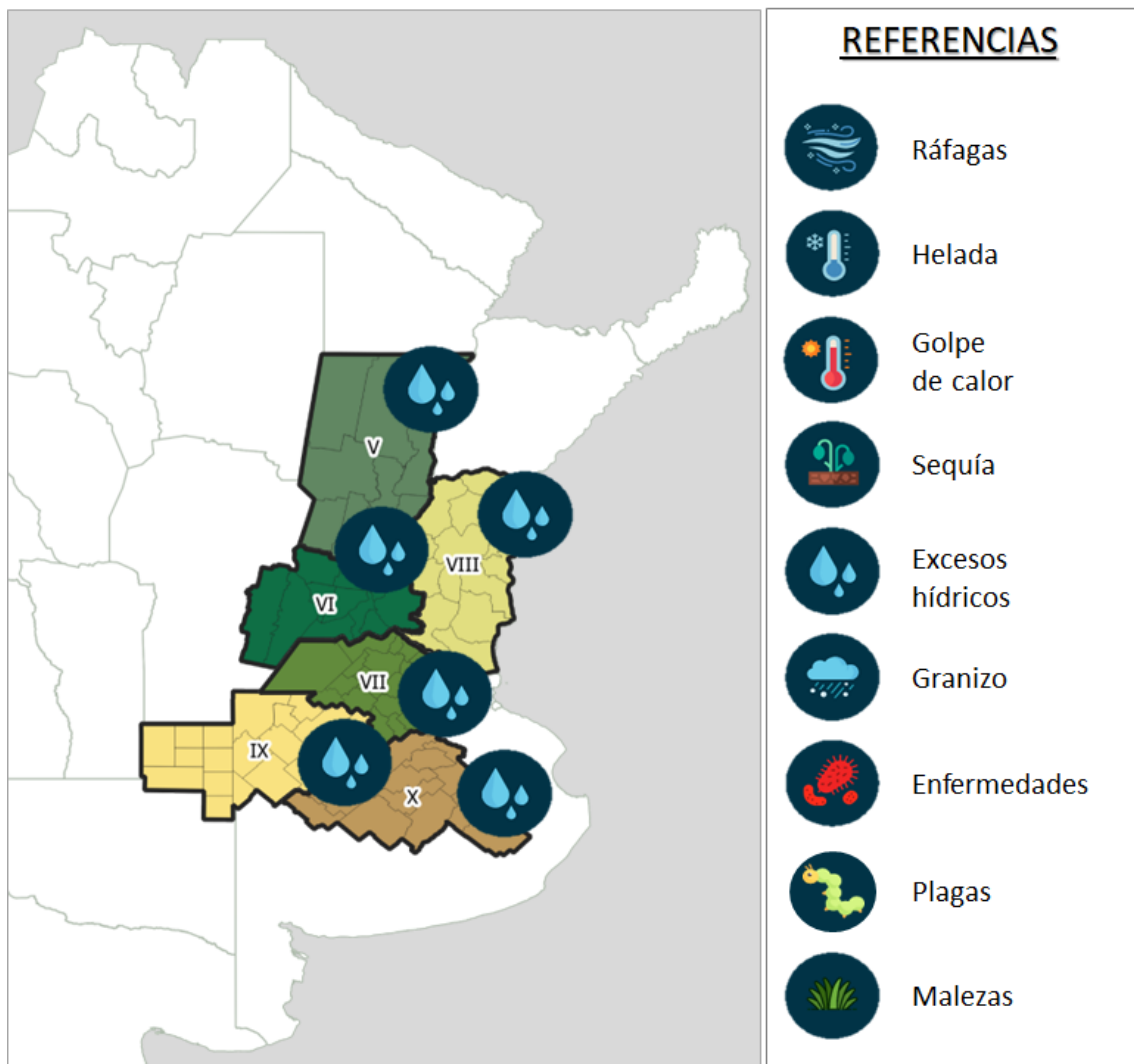 REFERENCIAS
Ráfagas
Helada
Golpe
de calor
Sequía
Excesos
hídricos
Granizo
Enfermedades
Plagas
Malezas
V
VIII
VI
VII
IX
X